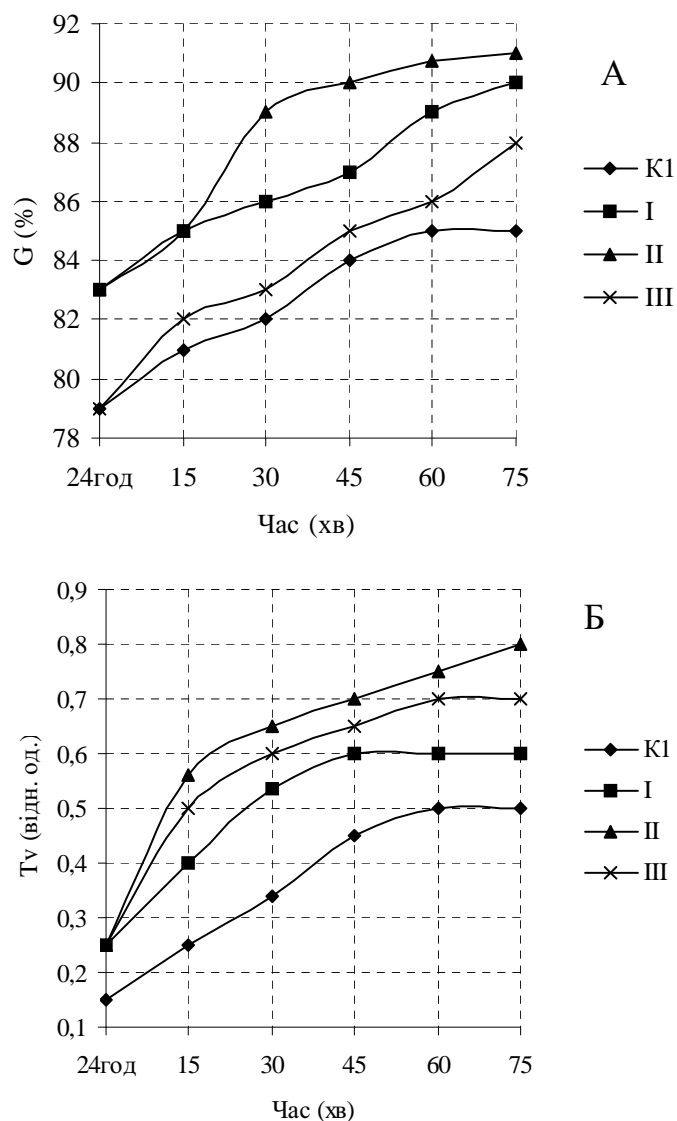 92
90
88
86
84
82
80
78
G (%)
24год 15 30 45 60 75
Час (хв)
А
К1
I
II
III
0,9
0,8
0,7
0,6
0,5
0,4
0,3
0,2
0,1
Tv (відн. од.)
24год 15 30 45 60 75
Час (хв)
Б
К1
I
II
III